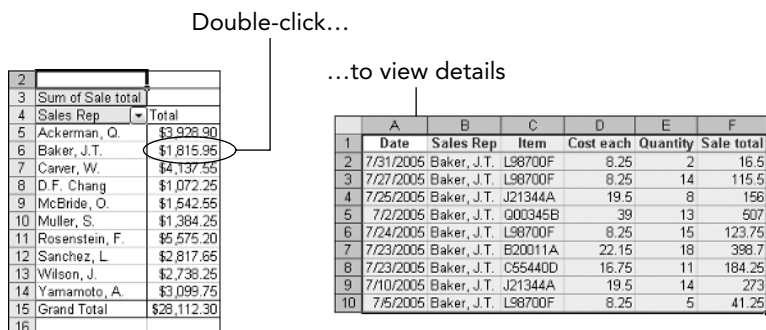 Double-click…
…to view details
2
3 Sum of Sale total
4 Sales Rep Total
5 Ackerman, Q. $3,928.90
6 Baker, J.T. $1,815.95
7 Carver, W. $4,137.55
8 D.F. Chang $1,072.25
9 McBride, O. $1,542.55
10 Muller, S. $1,384.25
11 Rosenstein, F. $5,575.20
12 Sanchez, L. $2,817.65
13 Wilson, J. $2,738.25
14 Yamamoto, A. $3,099.75
15 Grand Total $28,112.30
16
A B C D E F
1 Date Sales Rep Item Cost each Quantity Sale total
2 7/31/2005 Baker, J.T. L98700F 8.25 2 16.5
3 7/27/2005 Baker, J.T. L98700F 8.25 14 115.5
4 7/25/2005 Baker, J.T. J21344A 19.5 8 156
5 7/2/2005 Baker, J.T. Q00345B 39 13 507
6 7/24/2005 Baker, J.T. L98700F 8.25 15 123.75
7 7/23/2005 Baker, J.T. B20011A 22.15 18 398.7
8 7/23/2005 Baker, J.T. C55440D 16.75 11 184.25
9 7/10/2005 Baker, J.T. J21344A 19.5 14 273
10 7/5/2005 Baker, J.T. L98700F 8.25 5 41.25